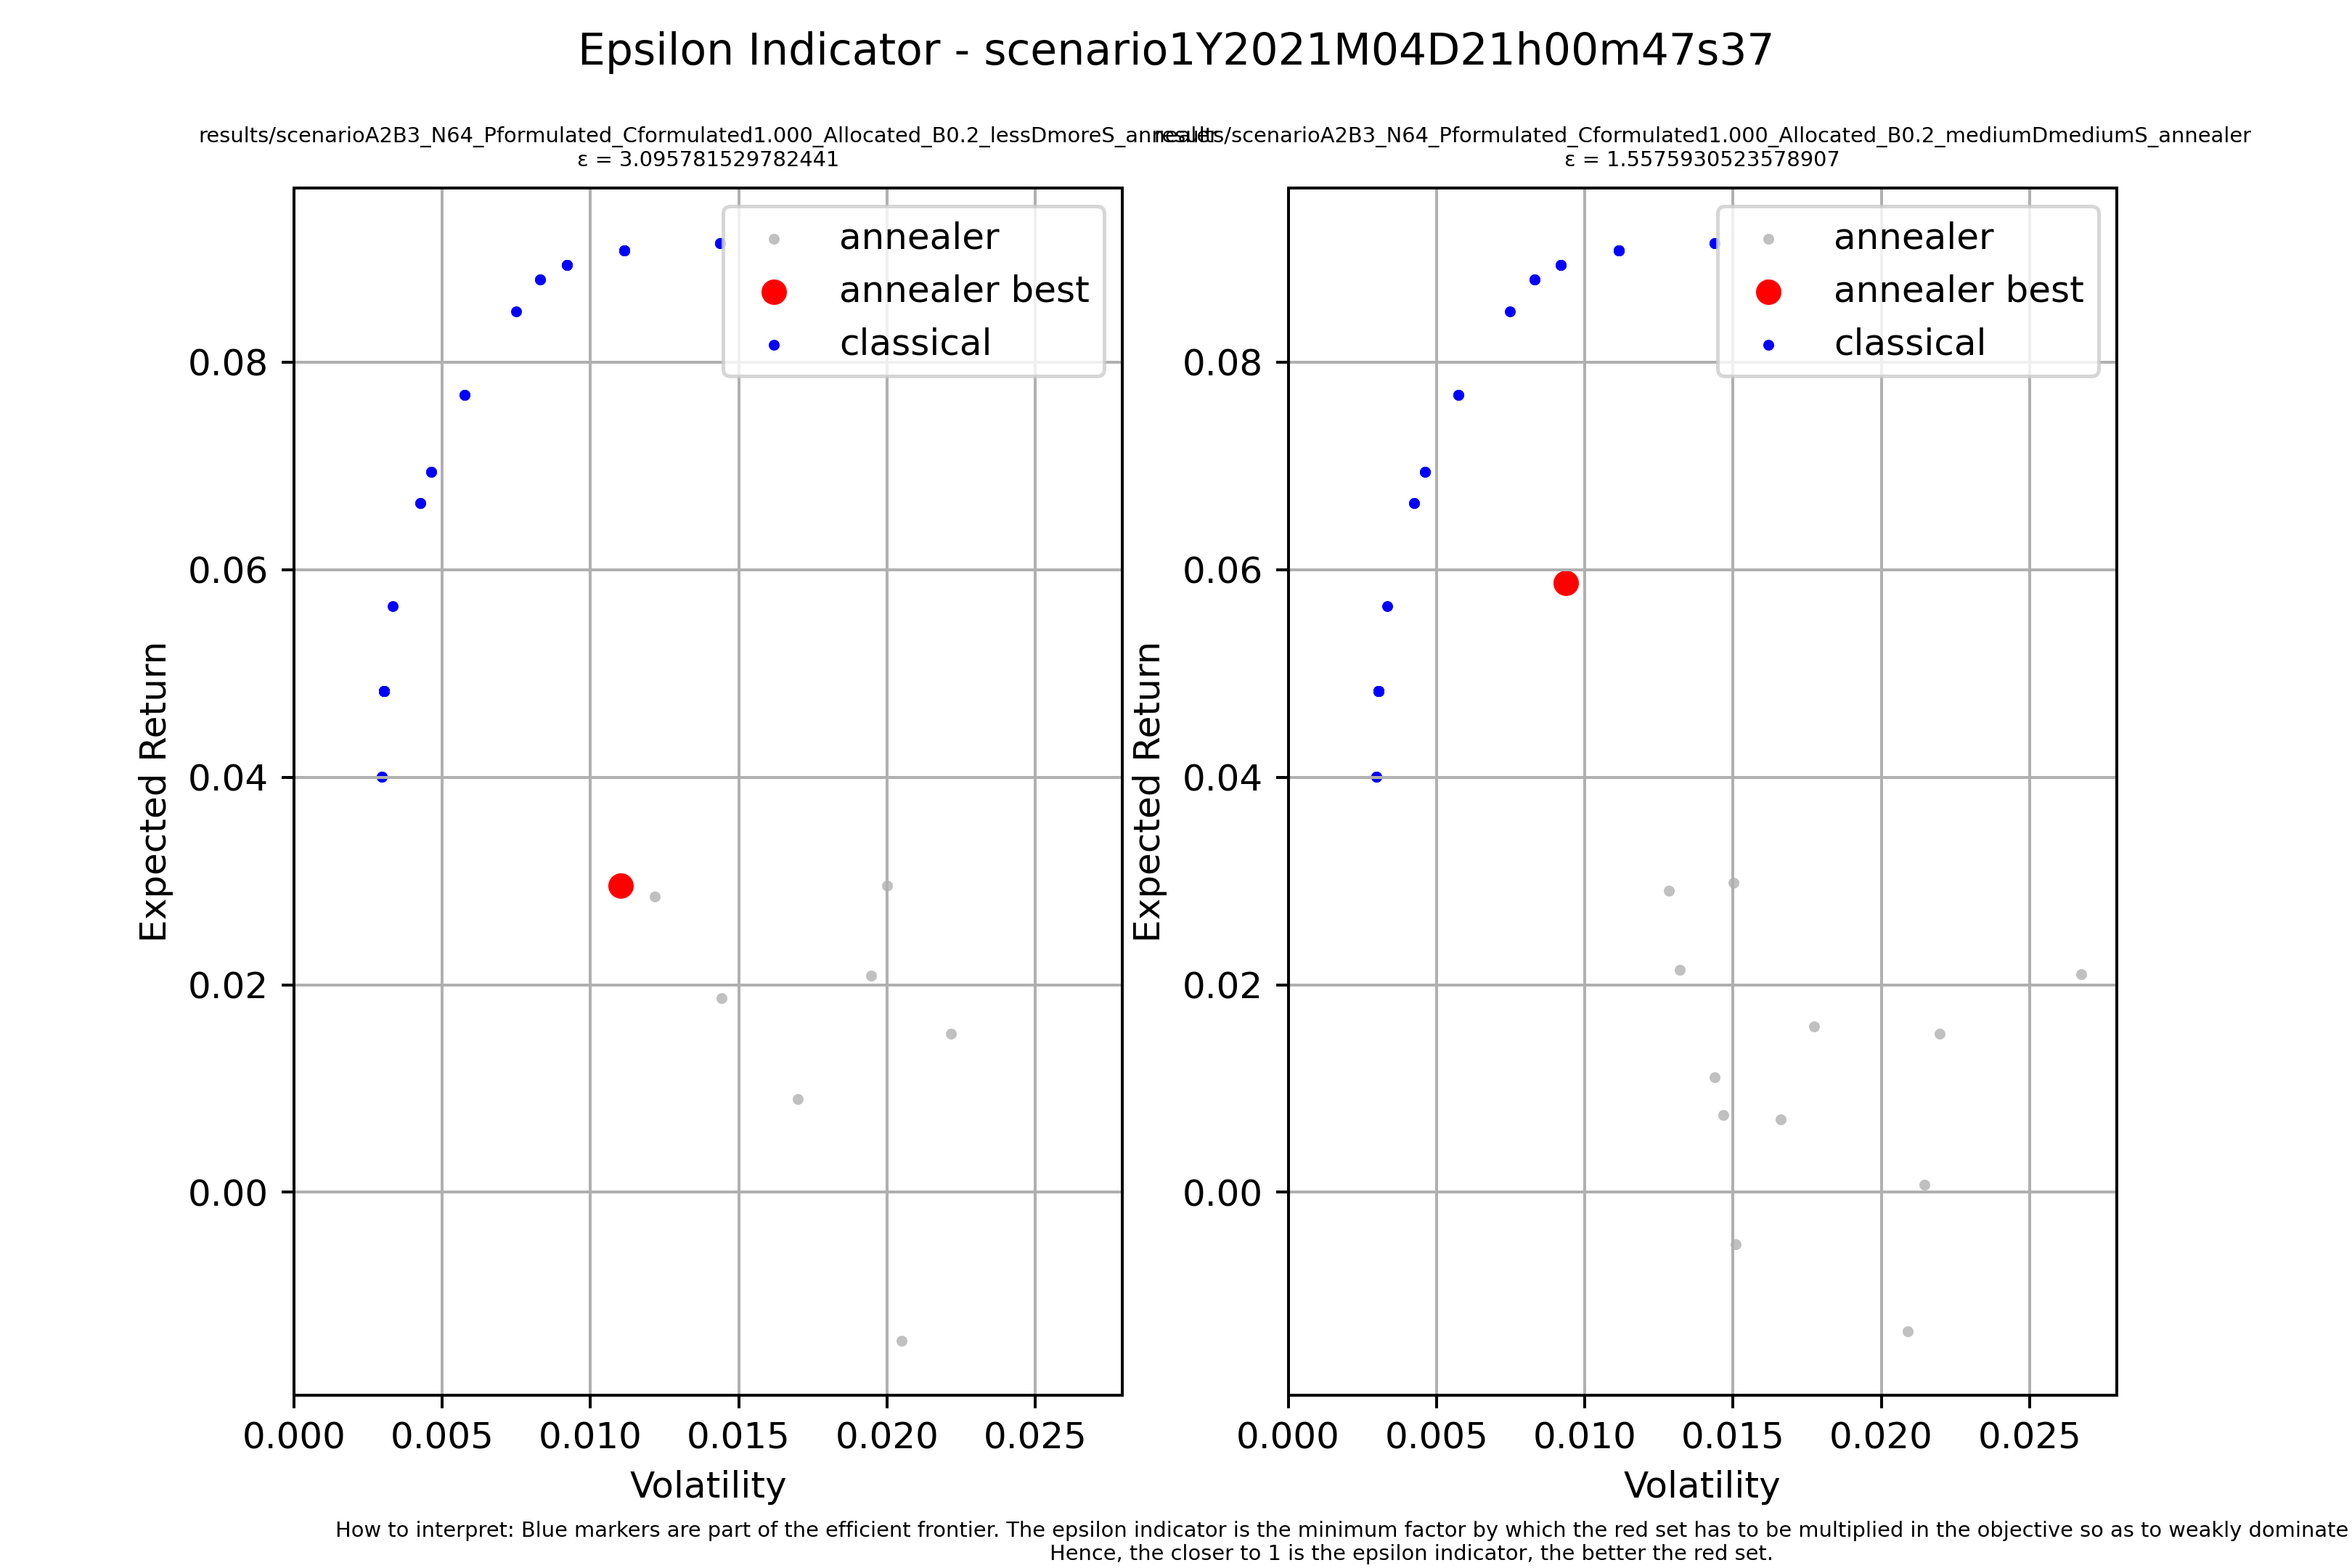 Epsilon Indicator - scenario1Y2021M04D21h00m47s37
results/scenarioA2B3_N64_Pformulated_Cformulated1.000_Allocated_B0.2_lessDmoreS_annealer
ε = 3.095781529782441
results/scenarioA2B3_N64_Pformulated_Cformulated1.000_Allocated_B0.2_mediumDmediumS_annealer
ε = 1.5575930523578907
annealer
annealer best
classical
0.08
0.06
0.04
0.02
0.00
Expected Return
0.000 0.005 0.010 0.015 0.020 0.025
Volatility
annealer
annealer best
classical
0.08
0.06
0.04
0.02
0.00
Expected Return
0.000 0.005 0.010 0.015 0.020 0.025
Volatility
How to interpret: Blue markers are part of the efficient frontier. The epsilon indicator is the minimum factor by which the red set has to be multiplied in the objective so as to weakly dominate
Hence, the closer to 1 is the epsilon indicator, the better the red set.